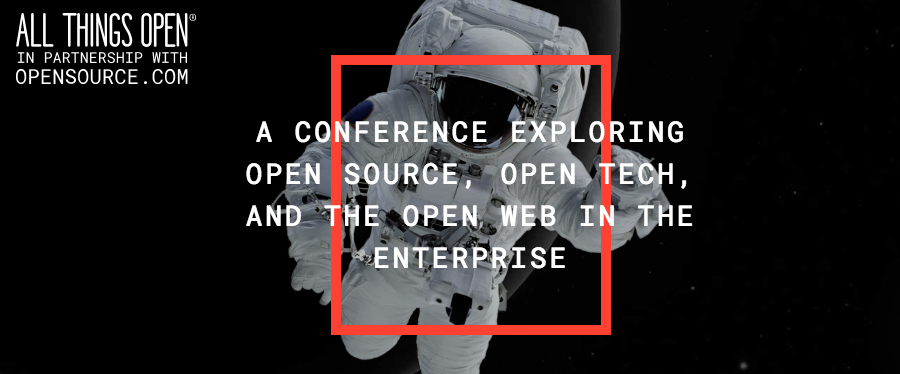 ALL THINGS OPEN®
IN PARTNERSHIP WITH
OPENSOURCE.COM
A CONFERENCE EXPLORING
OPEN SOURCE, OPEN TECH,
AND THE OPEN WEB IN THE
ENTERPRISE